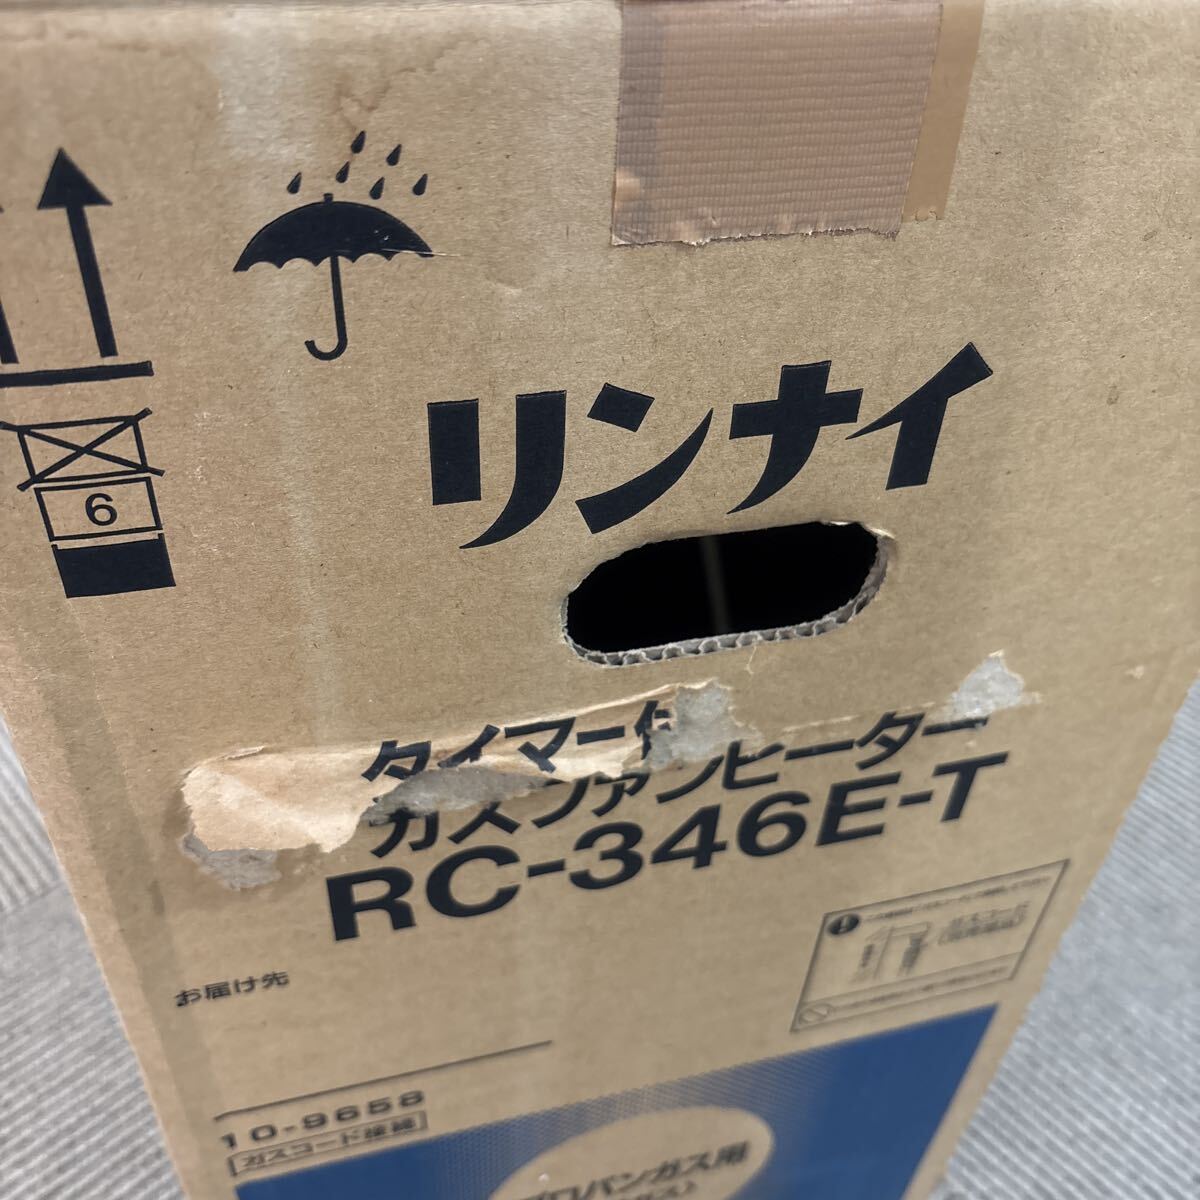 リンナイ
6
タイマー付
ガスファンヒーター
RC-346E-T
お届け先
10-9658
ガスコード接続
プロパンガス用